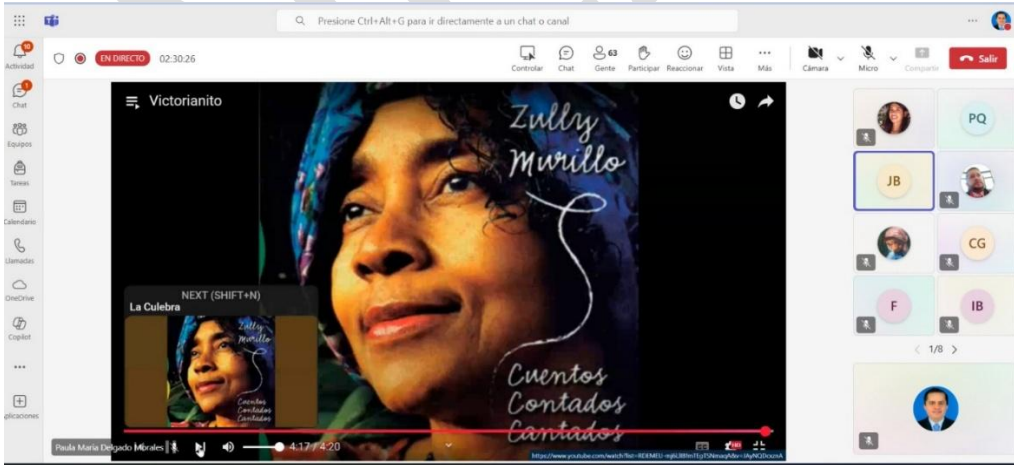 Presione Ctrl+Alt+G para ir directamente a un chat o canal
10
Actividad
EN DIRECTO
02:30:26
Controlar
Chat
63
Gente
Participar
Reaccionar
Vista
Más
Cámara
Micro
Compartir
Salir
1
Chat
Equipos
Tareas
Calendario
Llamadas
OneDrive
Copilot
Victorianito
Zully
Murillo
Cuentos
Contados
Cantados
NEXT (SHIFT+N)
La Culebra
Zully
Murillo
Cuentos
Contados
Cantados
Paula Maria Delgado Morales
4:17 / 4:20
PQ
JB
CG
F
IB
1/8